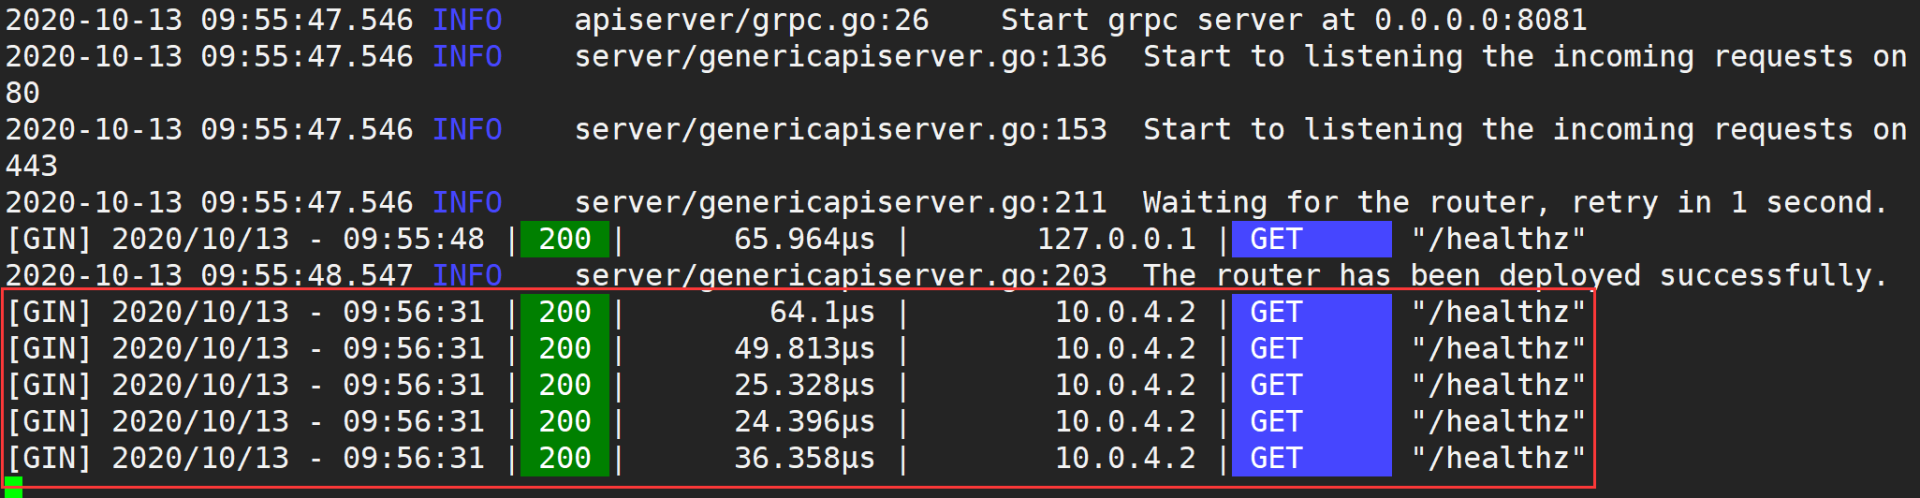 2020-10-13 09:55:47.546 INFO    apiserver/grpc.go:26    Start grpc server at 0.0.0.0:8081
2020-10-13 09:55:47.546 INFO    server/genericapiserver.go:136  Start to listening the incoming requests on
80
2020-10-13 09:55:47.546 INFO    server/genericapiserver.go:153  Start to listening the incoming requests on
443
2020-10-13 09:55:47.546 INFO    server/genericapiserver.go:211  Waiting for the router, retry in 1 second.
[GIN] 2020/10/13 - 09:55:48 | 200 |      65.964µs |       127.0.0.1 | GET      "/healthz"
2020-10-13 09:55:48.547 INFO    server/genericapiserver.go:203  The router has been deployed successfully.
[GIN] 2020/10/13 - 09:56:31 | 200 |        64.1µs |        10.0.4.2 | GET      "/healthz"
[GIN] 2020/10/13 - 09:56:31 | 200 |      49.813µs |        10.0.4.2 | GET      "/healthz"
[GIN] 2020/10/13 - 09:56:31 | 200 |      25.328µs |        10.0.4.2 | GET      "/healthz"
[GIN] 2020/10/13 - 09:56:31 | 200 |      24.396µs |        10.0.4.2 | GET      "/healthz"
[GIN] 2020/10/13 - 09:56:31 | 200 |      36.358µs |        10.0.4.2 | GET      "/healthz"